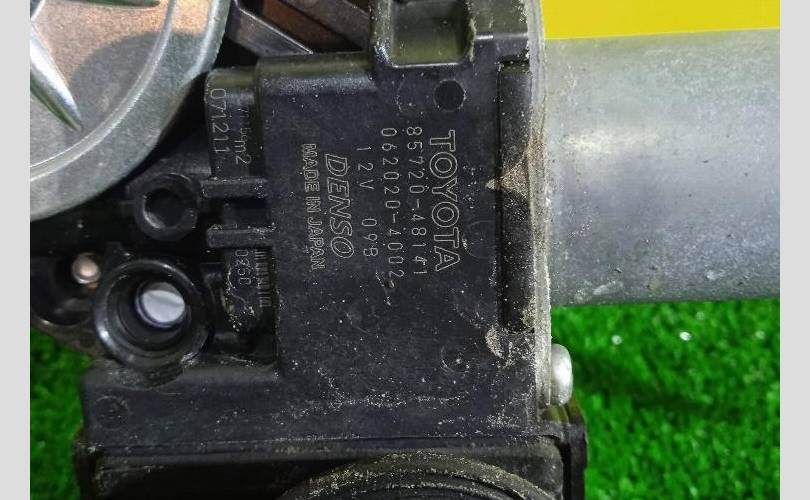 TOYOTA
85720-48141
062020-4002
12V 098
DENSO
MADE IN JAPAN
071211